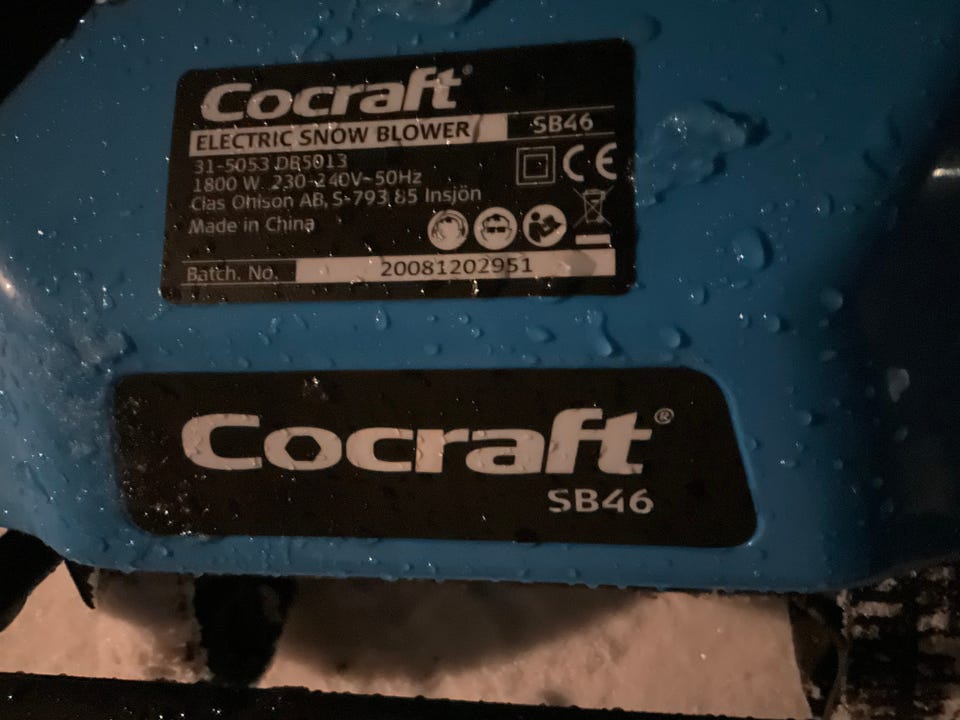 Cocraft®
ELECTRIC SNOW BLOWER SB46
31-5053 DB5013
1800 W 230-240V~50Hz
Clas Ohlson AB, S-793 85 Insjön
Made in China
CE
Batch. No. 20081202951
Cocraft®
SB46